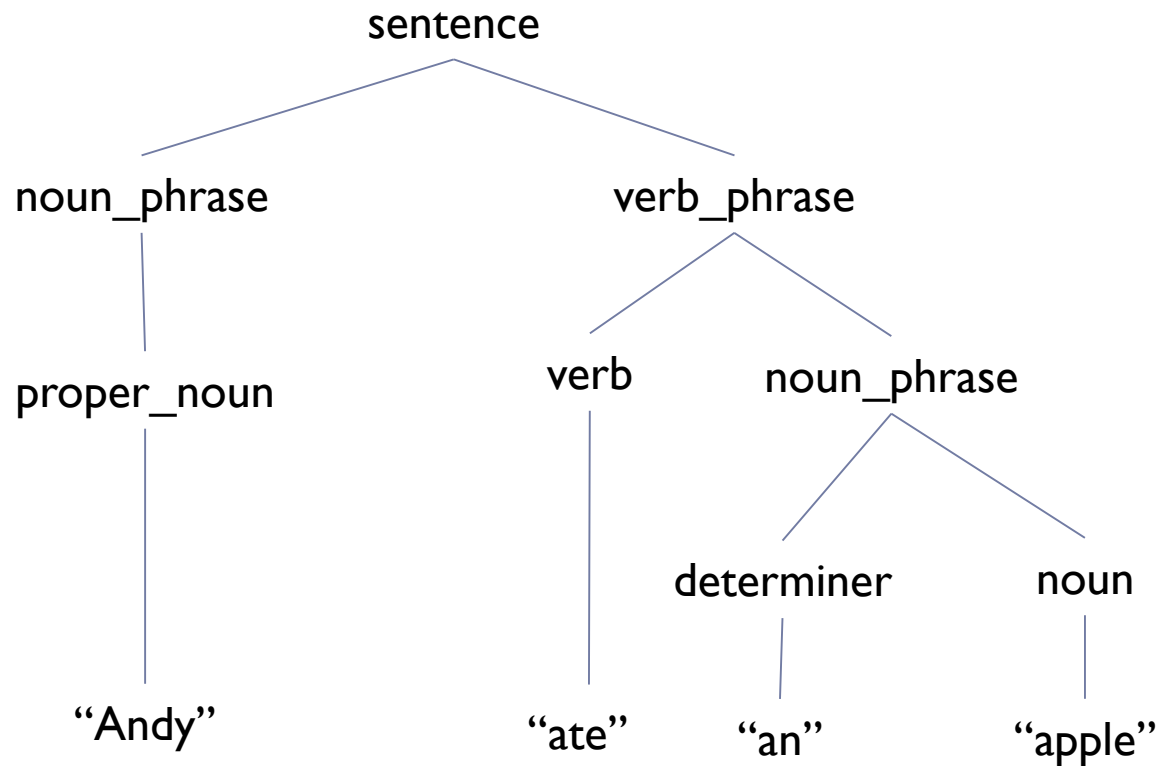 sentence
noun_phrase verb_phrase
proper_noun verb noun_phrase
determiner noun
“Andy” “ate” “an” “apple”